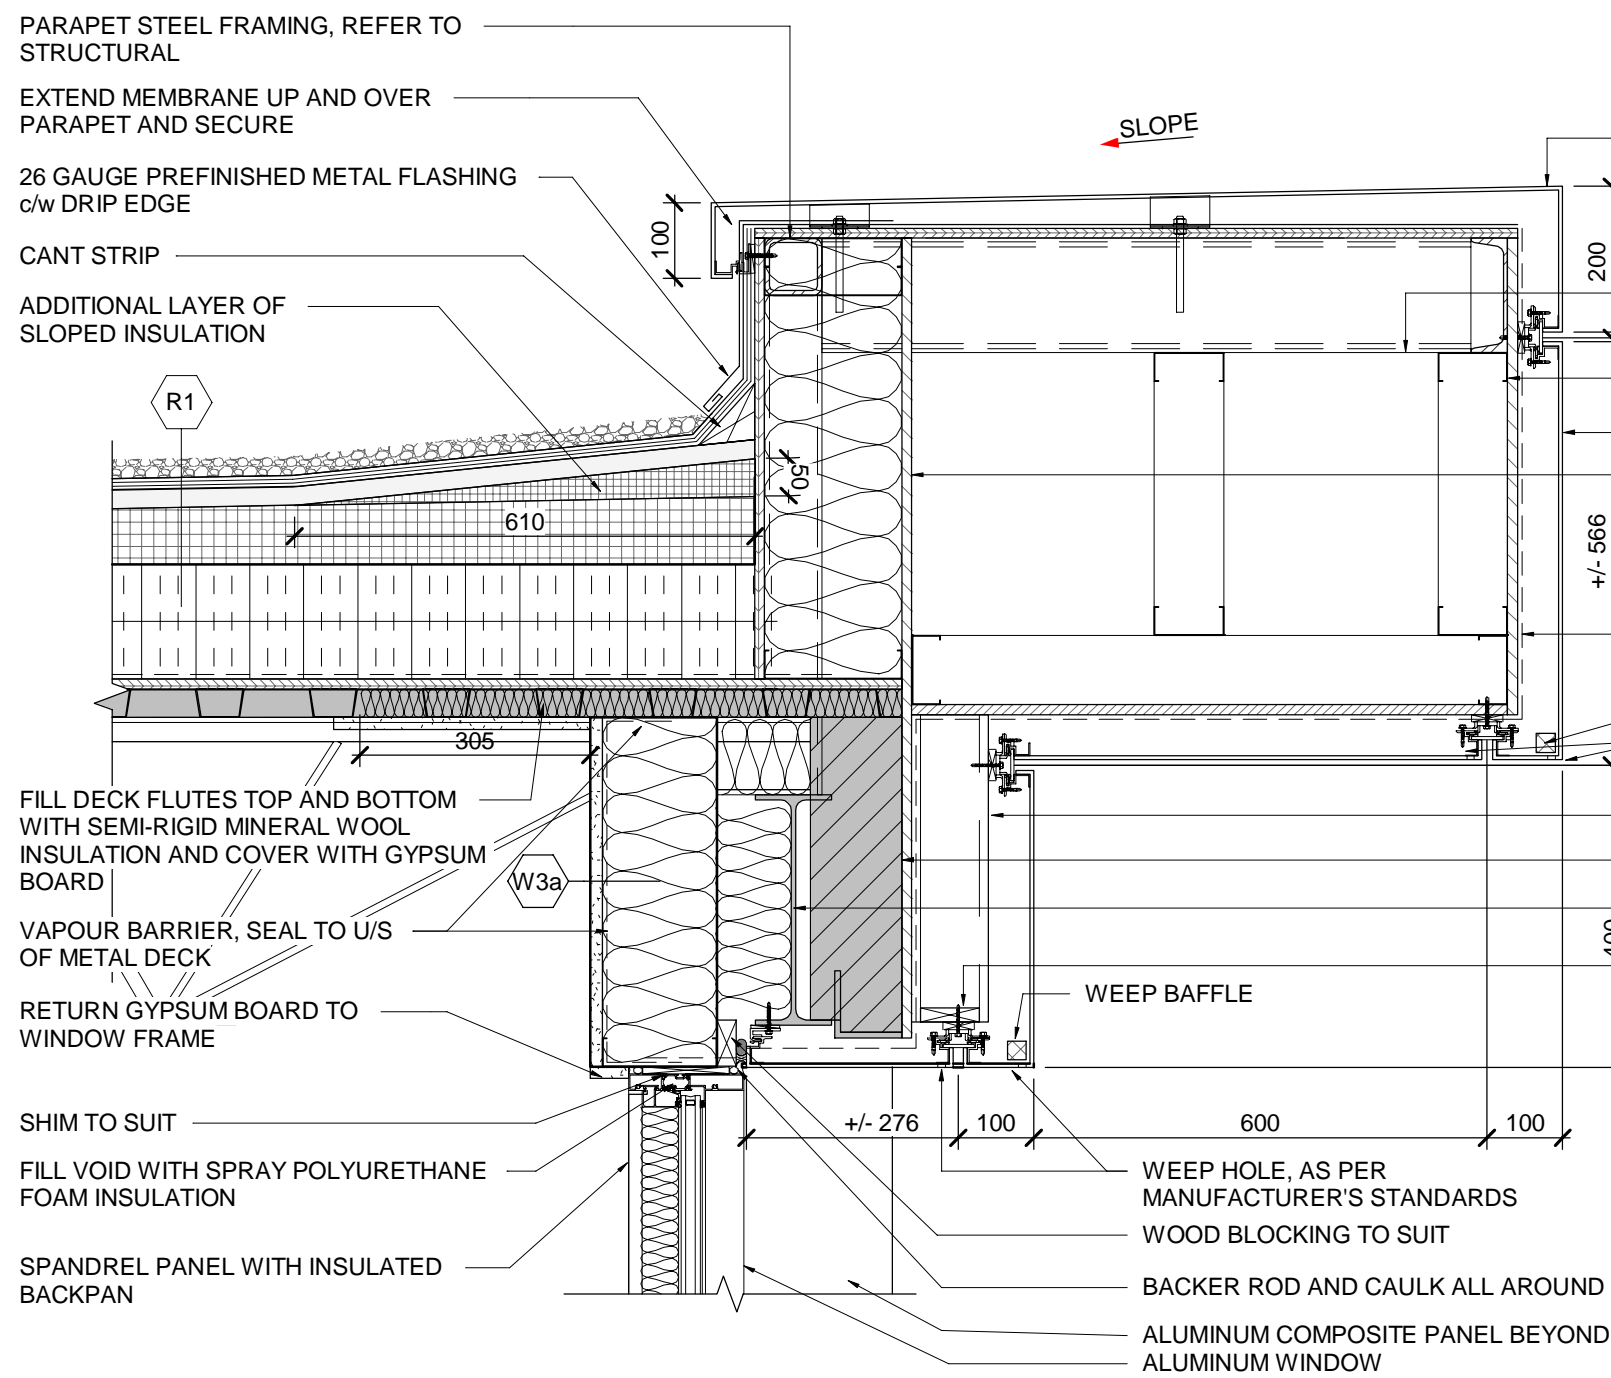 PARAPET STEEL FRAMING, REFER TO
STRUCTURAL
EXTEND MEMBRANE UP AND OVER
PARAPET AND SECURE
26 GAUGE PREFINISHED METAL FLASHING
c/w DRIP EDGE
CANT STRIP
ADDITIONAL LAYER OF
SLOPED INSULATION
R1
SLOPE
100
200
50
610
+/- 566
305
FILL DECK FLUTES TOP AND BOTTOM
WITH SEMI-RIGID MINERAL WOOL
INSULATION AND COVER WITH GYPSUM
BOARD
W3a
VAPOUR BARRIER, SEAL TO U/S
OF METAL DECK
RETURN GYPSUM BOARD TO
WINDOW FRAME
SHIM TO SUIT
FILL VOID WITH SPRAY POLYURETHANE
FOAM INSULATION
SPANDREL PANEL WITH INSULATED
BACKPAN
WEEP BAFFLE
+/- 276
100
600
100
WEEP HOLE, AS PER
MANUFACTURER'S STANDARDS
WOOD BLOCKING TO SUIT
BACKER ROD AND CAULK ALL AROUND
ALUMINUM COMPOSITE PANEL BEYOND
ALUMINUM WINDOW